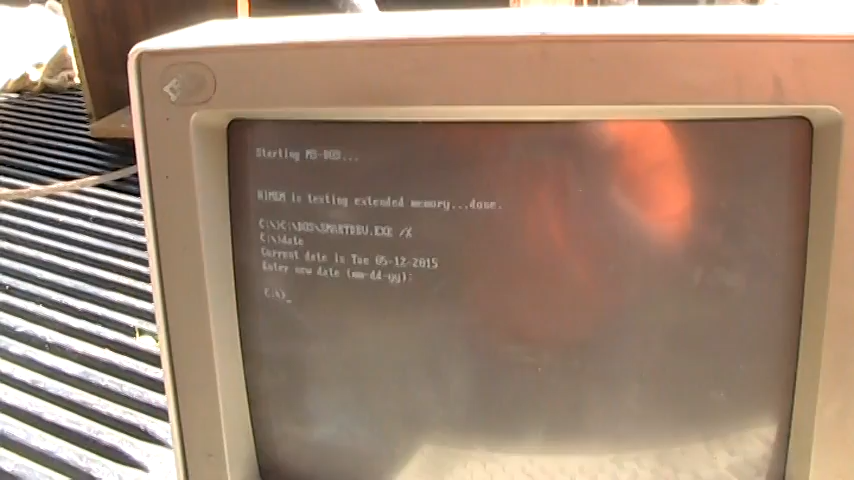 Starting MS-DOS...
HIMEM is testing extended memory...done.
C:\>C:\DOS\SMARTDRV.EXE /X
C:\>date
Current date is Tue 05-12-2015
Enter new date (mm-dd-yy):
C:\>_